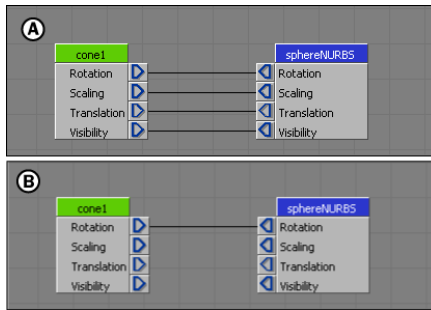 A
cone1
Rotation
Scaling
Translation
Visibility
sphereNURBS
Rotation
Scaling
Translation
Visibility
B
cone1
Rotation
Scaling
Translation
Visibility
sphereNURBS
Rotation
Scaling
Translation
Visibility